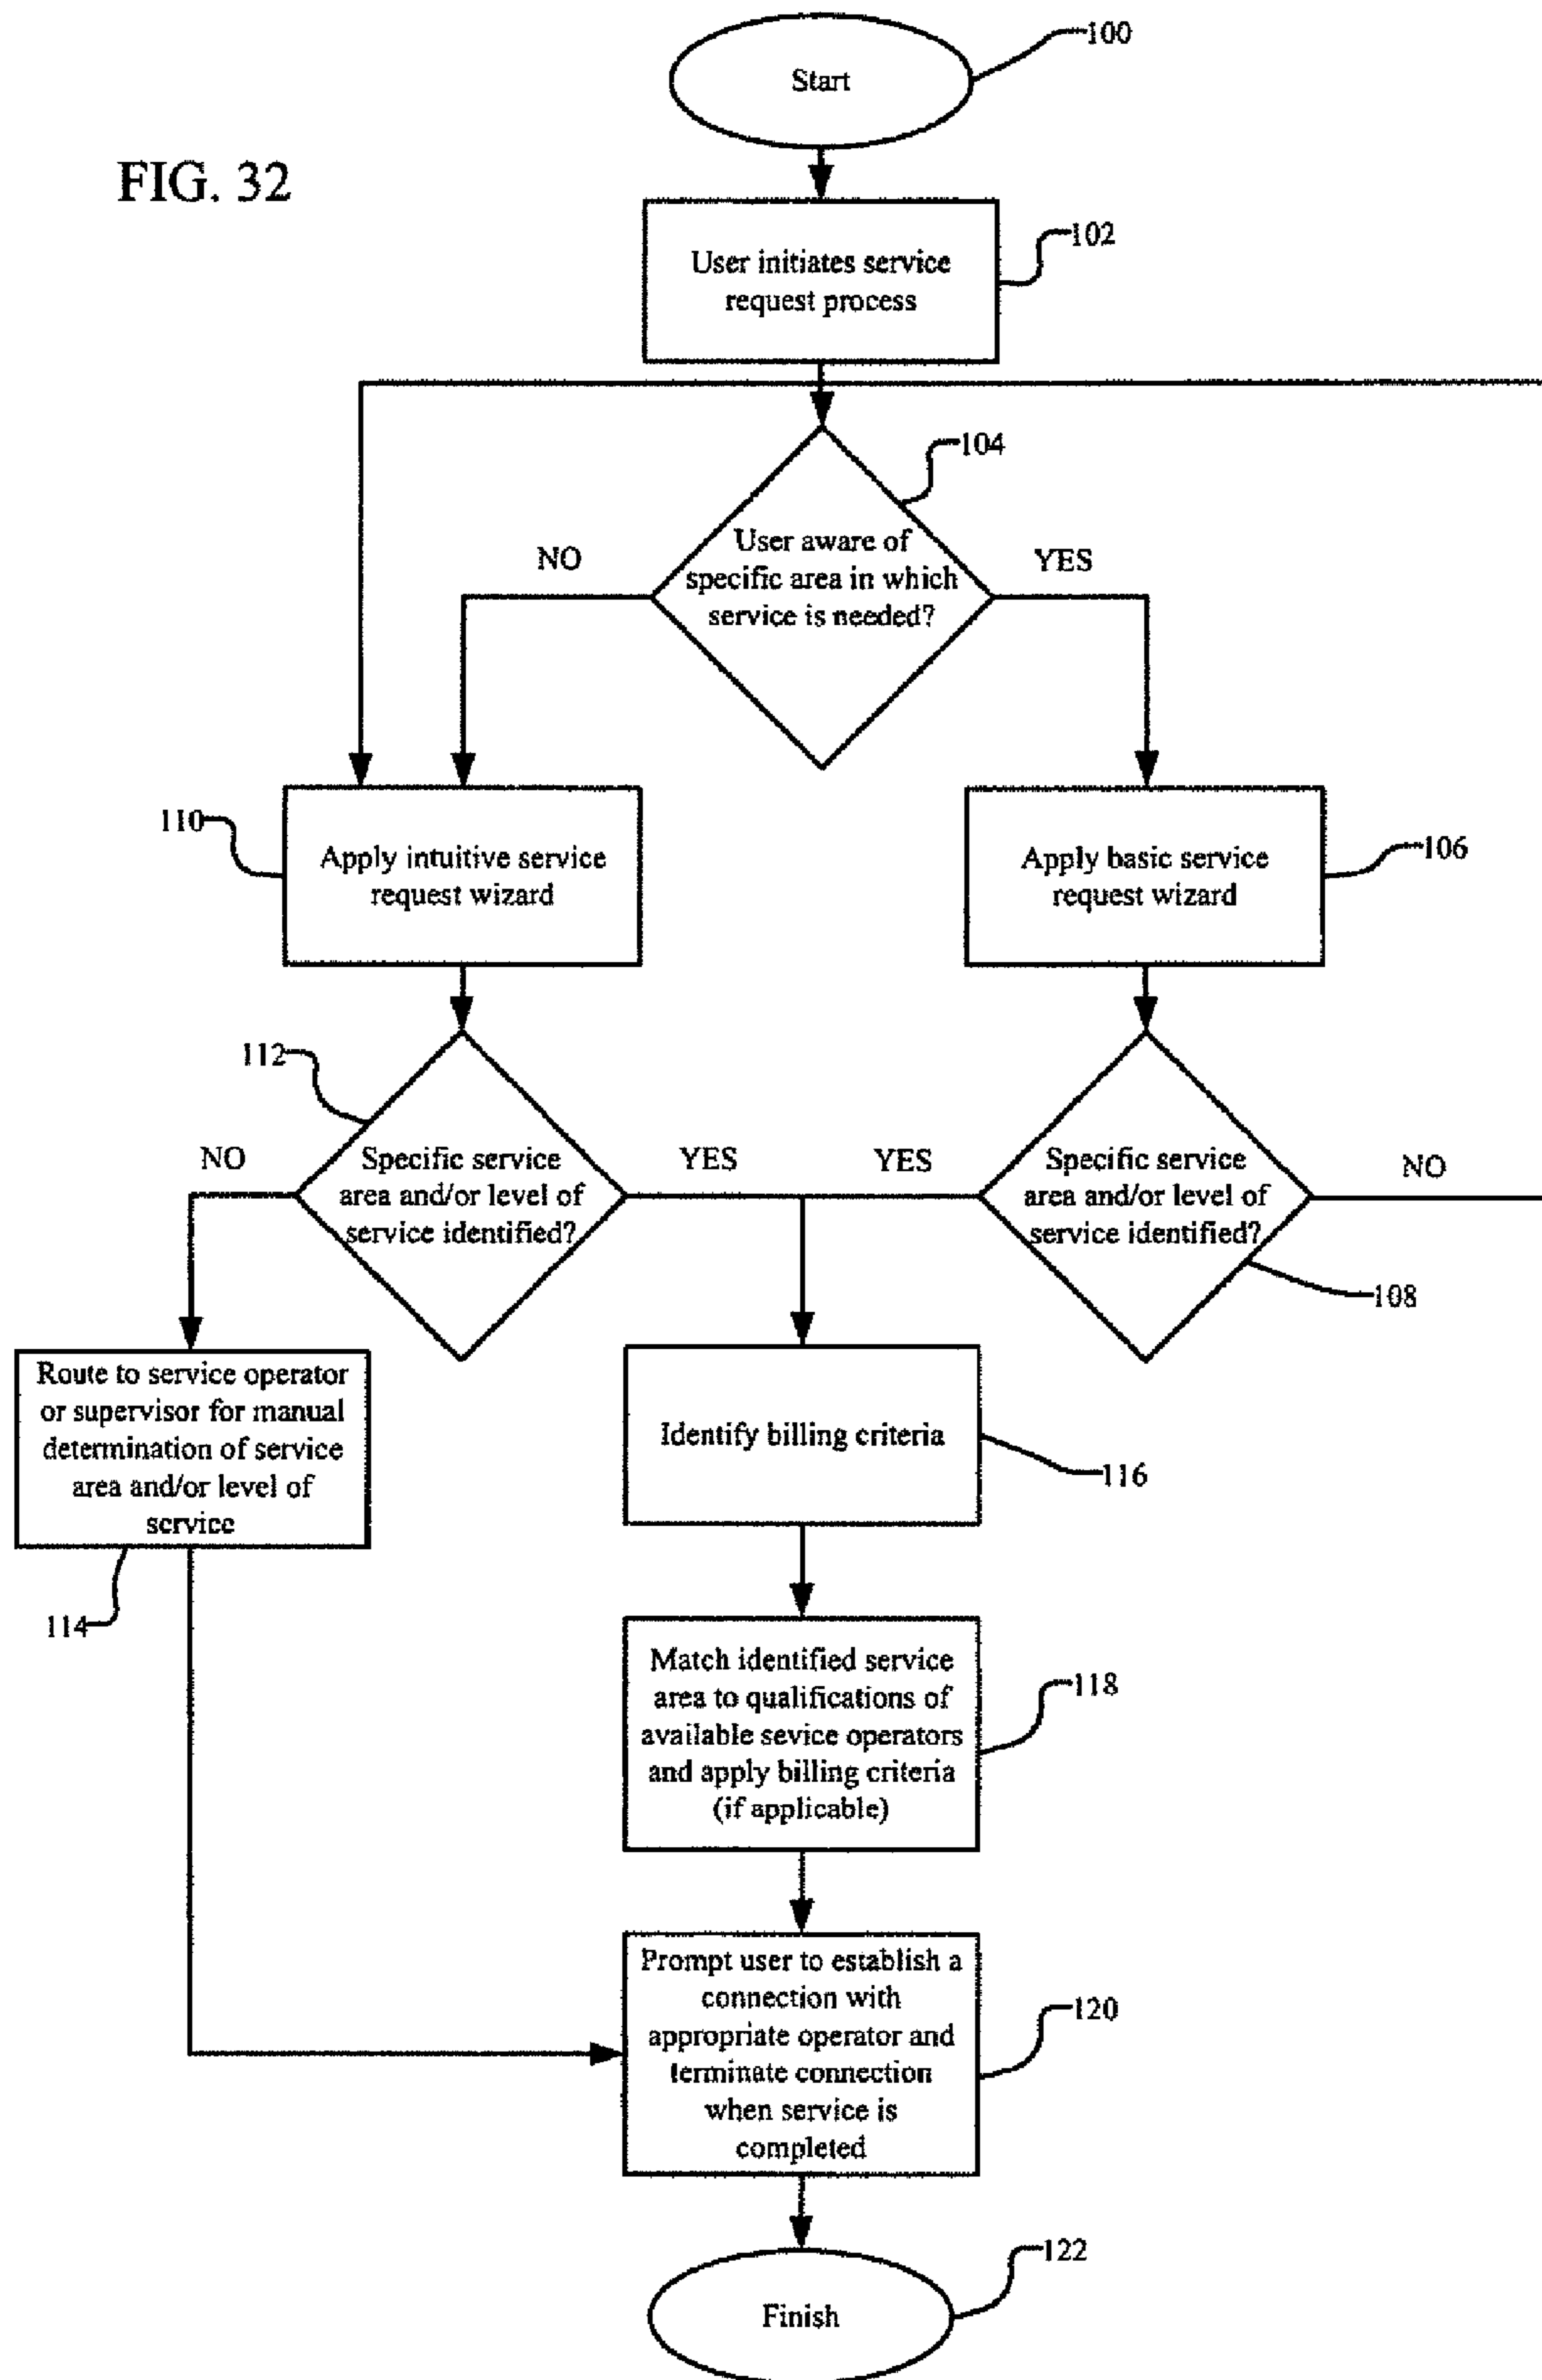 100
Start
FIG. 32
102
User initiates service
request process
104
User aware of
specific area in which
service is needed?
NO
YES
110
Apply intuitive service
request wizard
106
Apply basic service
request wizard
112
NO
Specific service
area and/or level of
service identified?
YES
YES
Specific service
area and/or level of
service identified?
NO
108
Route to service operator
or supervisor for manual
determination of service
area and/or level of
service
114
Identify billing criteria
116
Match identified service
area to qualifications of
available sevice operators
and apply billing criteria
(if applicable)
118
Prompt user to establish a
connection with
appropriate operator and
terminate connection
when service is
completed
120
122
Finish